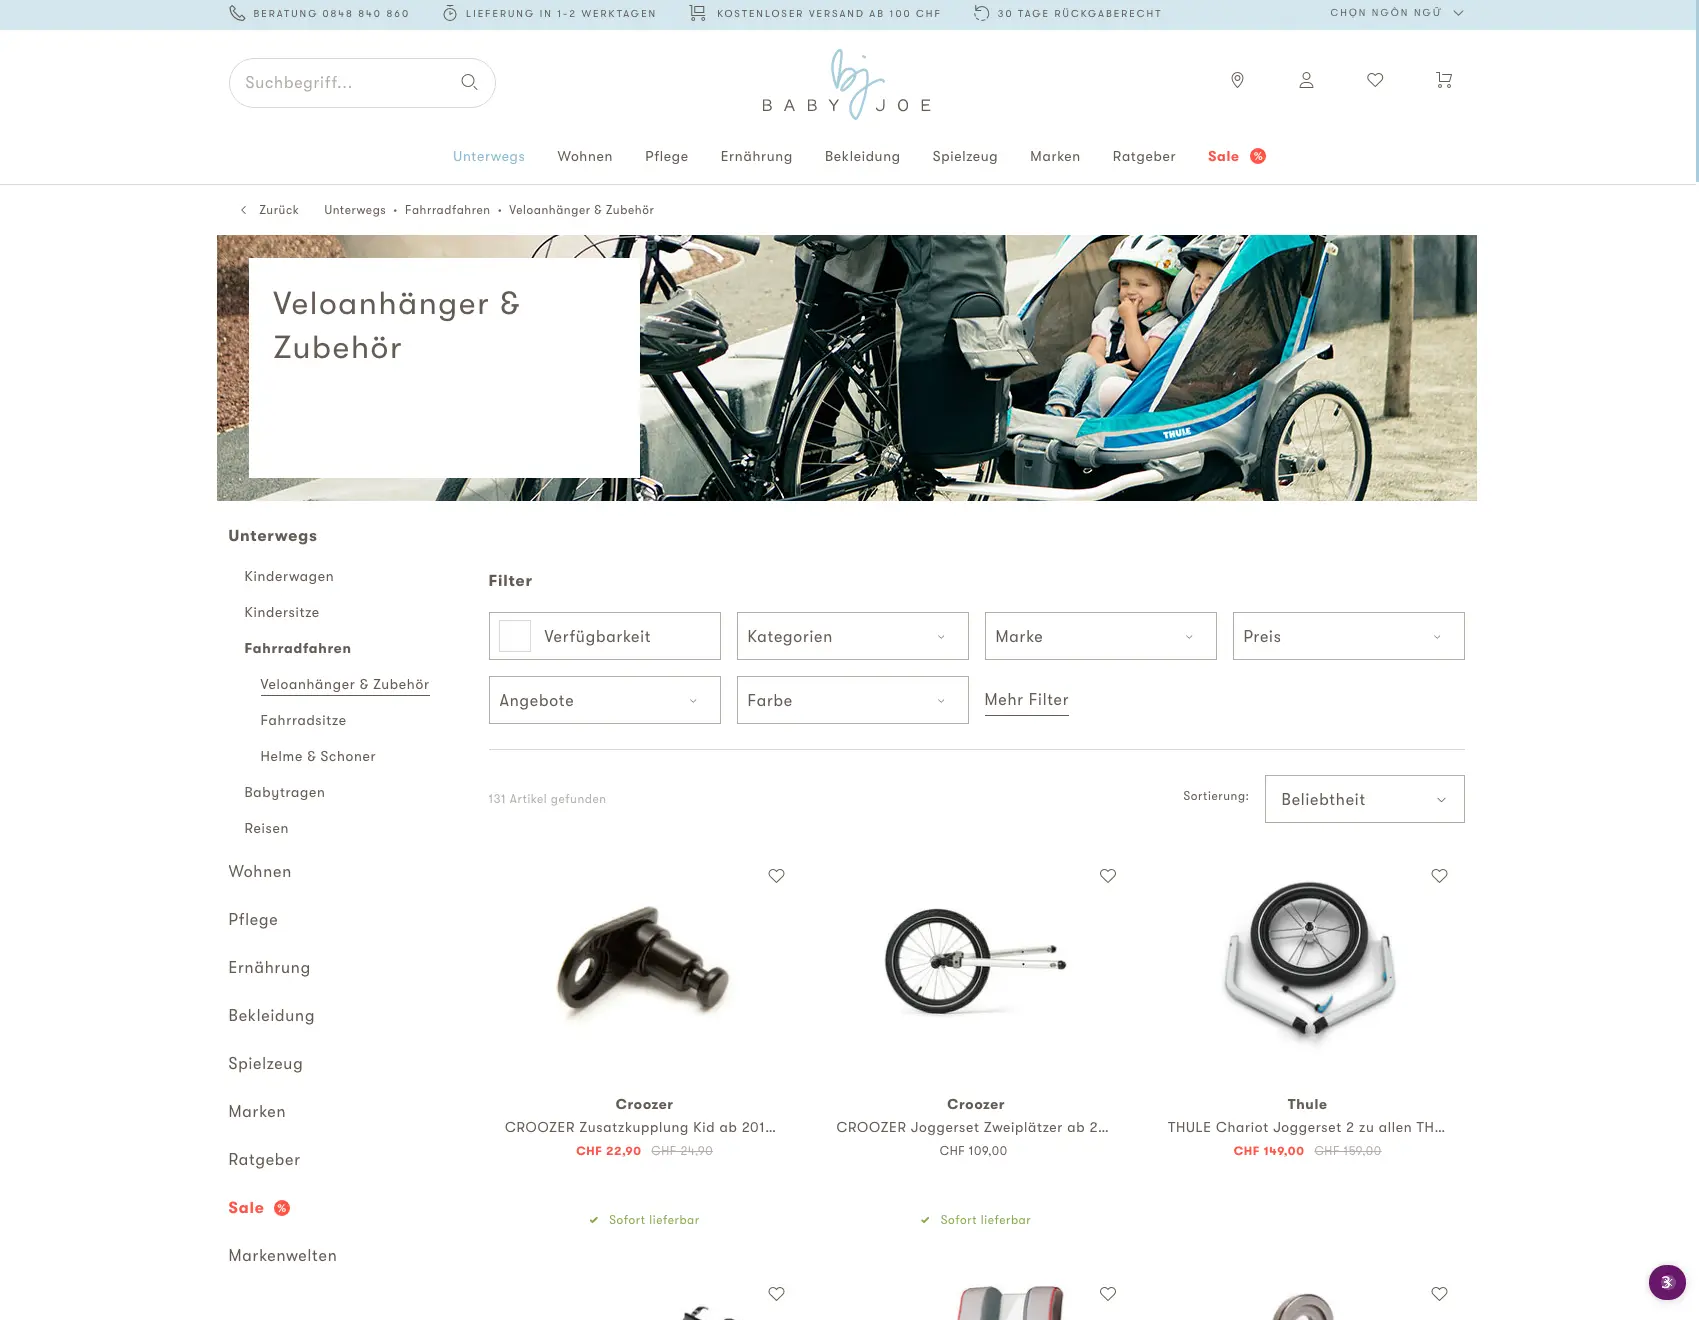 BERATUNG 0848 840 860
LIEFERUNG IN 1-2 WERKTAGEN
KOSTENLOSER VERSAND AB 100 CHF
30 TAGE RÜCKGABERECHT
CHỌN NGÔN NGỮ
Suchbegriff...
bj
BABY JOE
Unterwegs
Wohnen
Pflege
Ernährung
Bekleidung
Spielzeug
Marken
Ratgeber
Sale %
Zurück
Unterwegs • Fahrradfahren • Veloanhänger & Zubehör
Veloanhänger &
Zubehör
THULE
Unterwegs
Kinderwagen
Kindersitze
Fahrradfahren
Veloanhänger & Zubehör
Fahrradsitze
Helme & Schoner
Babytragen
Reisen
Wohnen
Pflege
Ernährung
Bekleidung
Spielzeug
Marken
Ratgeber
Sale %
Markenwelten
Filter
Verfügbarkeit
Kategorien
Marke
Preis
Angebote
Farbe
Mehr Filter
131 Artikel gefunden
Sortierung:
Beliebtheit
Croozer
CROOZER Zusatzkupplung Kid ab 201...
CHF 22,90 CHF 24,90
Sofort lieferbar
Croozer
CROOZER Joggerset Zweiplätzer ab 2...
CHF 109,00
Sofort lieferbar
Thule
THULE Chariot Joggerset 2 zu allen TH...
CHF 149,00 CHF 159,00
3